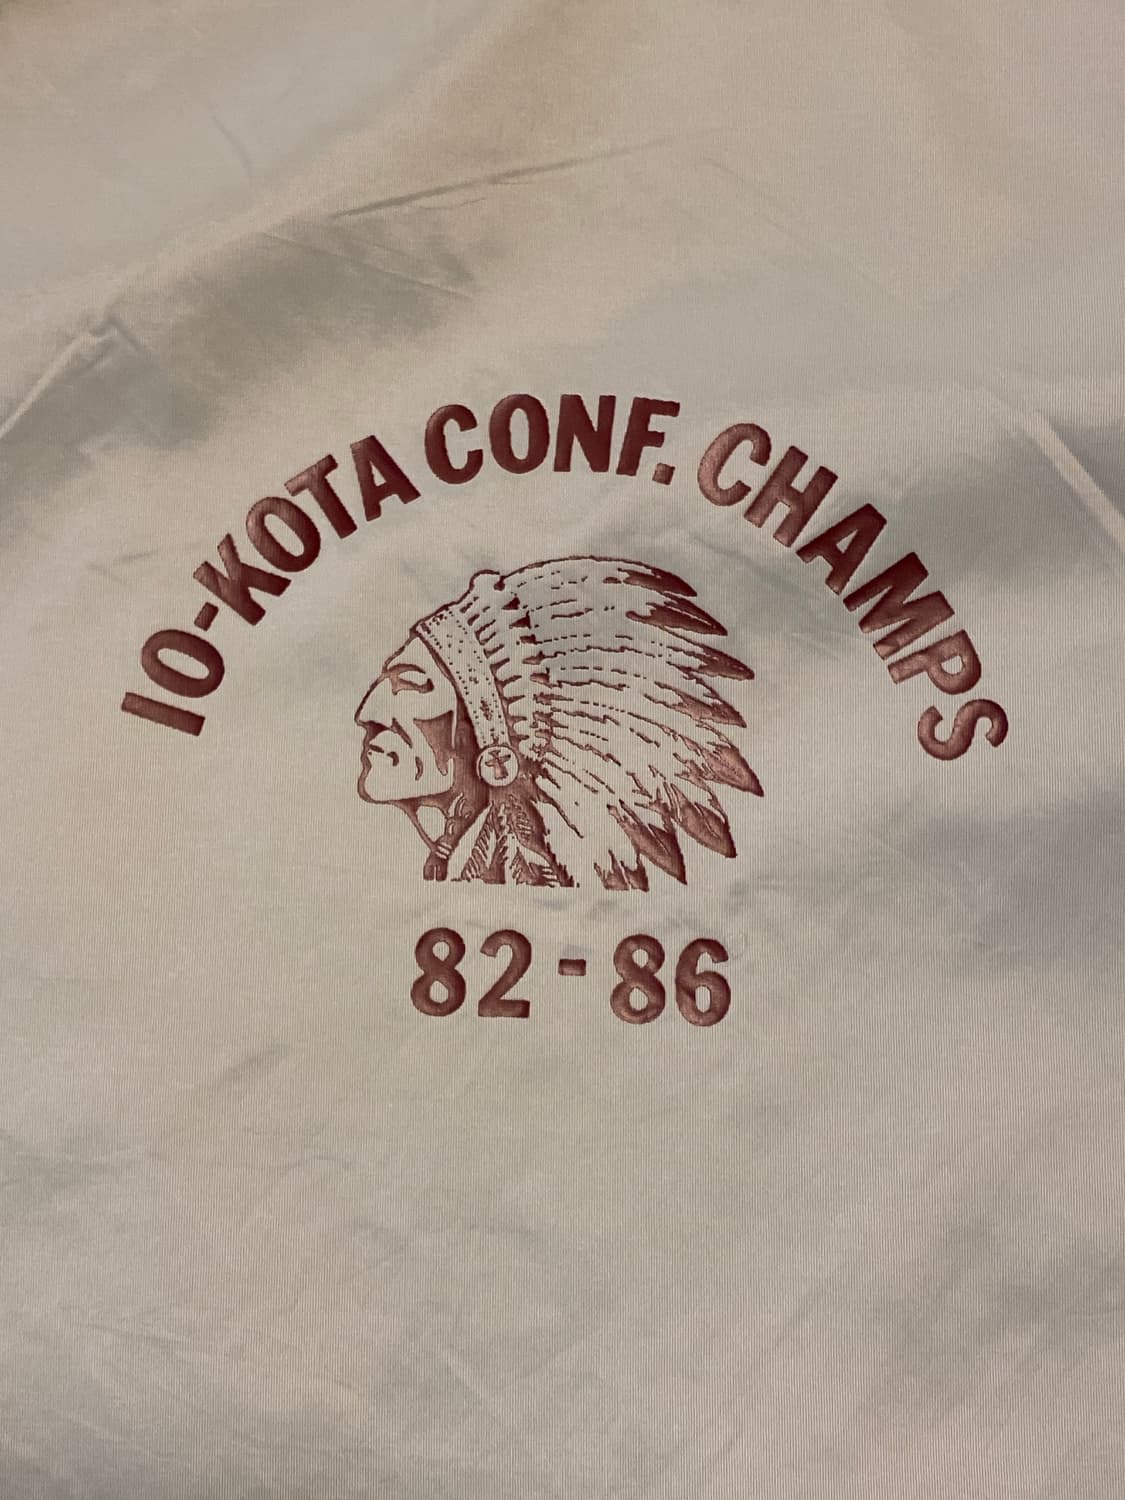 IO-KOTA CONF. CHAMPS
82-86